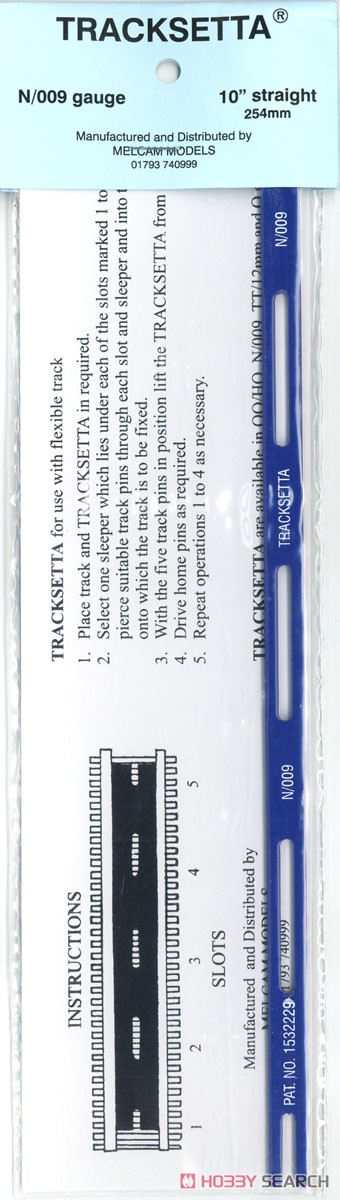 TRACKSETTA®
N/009 gauge
10" straight
254mm
Manufactured and Distributed by
MELCAM MODELS
01793 740999
TRACKSETTA for use with flexible track
1. Place track and TRACKSETTA in required.
2. Select one sleeper which lies under each of the slots marked 1 to
pierce suitable track pins through each slot and sleeper and into
onto which the track is to be fixed.
3. With the five track pins in position lift the TRACKSETTA from
4. Drive home pins as required.
5. Repeat operations 1 to 4 as necessary.
TRACKSETTA are available in OO/HO, N/009, TT/12mm and O
INSTRUCTIONS
1 2 3 4 5
SLOTS
Manufactured and Distributed by
MELCAM MODELS
01793 740999
PAT. NO. 1532229
N/009
TRACKSETTA
N/009
HOBBY SEARCH